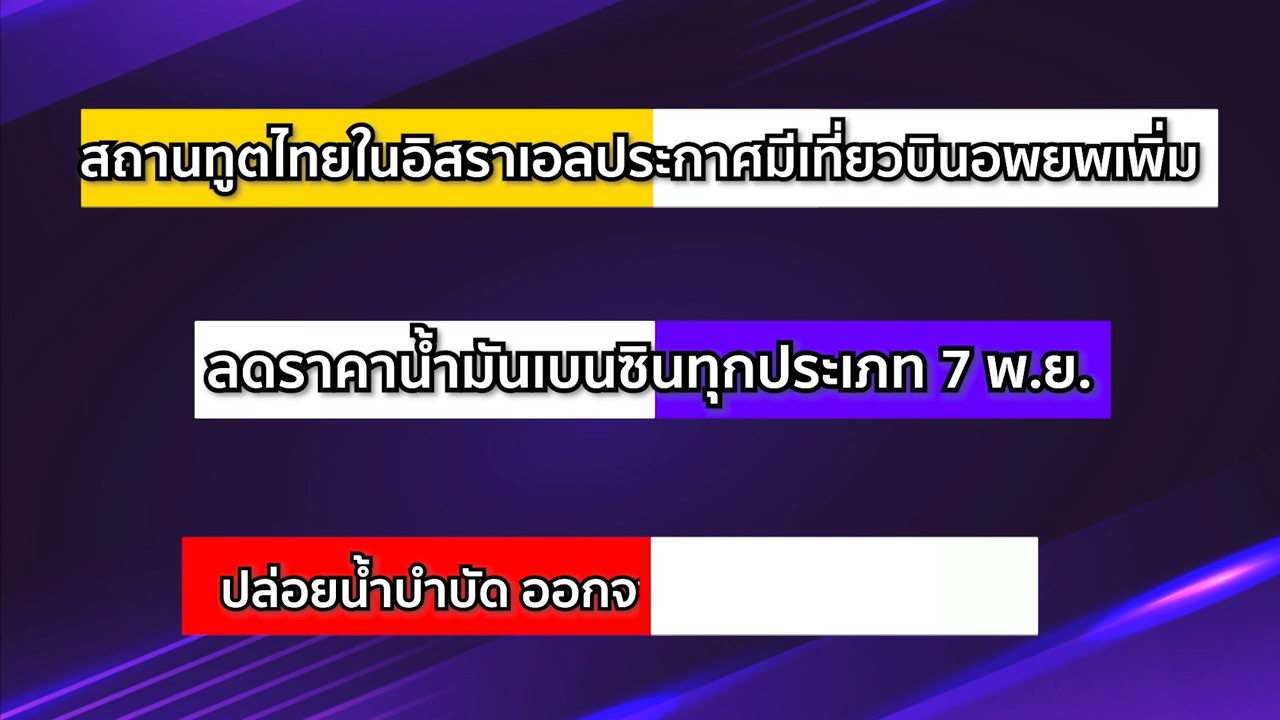 สถานทูตไทยในอิสราเอลประกาศมีเที่ยวบินอพยพเพิ่ม
ลดราคาน้ำมันเบนซินทุกประเภท 7 พ.ย.
ปล่อยน้ำบำบัด ออกจ